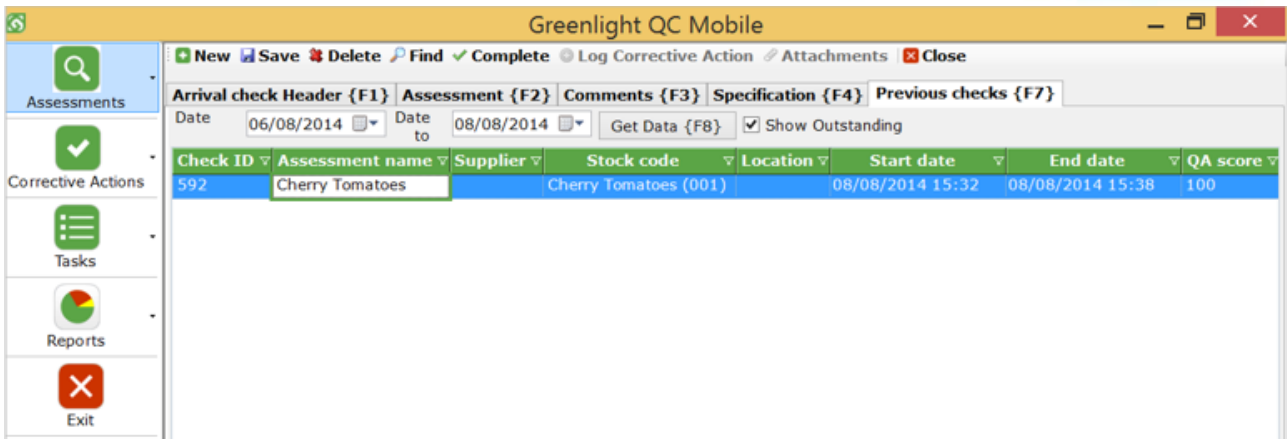 Greenlight QC Mobile
New Save Delete Find Complete Log Corrective Action Attachments Close
Assessments
Corrective Actions
Tasks
Reports
Exit
Arrival check Header {F1} Assessment {F2} Comments {F3} Specification {F4} Previous checks {F7}
Date 06/08/2014 Date to 08/08/2014 Get Data {F8} Show Outstanding
Check ID Assessment name Supplier Stock code Location Start date End date QA score
592 Cherry Tomatoes Cherry Tomatoes (001) 08/08/2014 15:32 08/08/2014 15:38 100